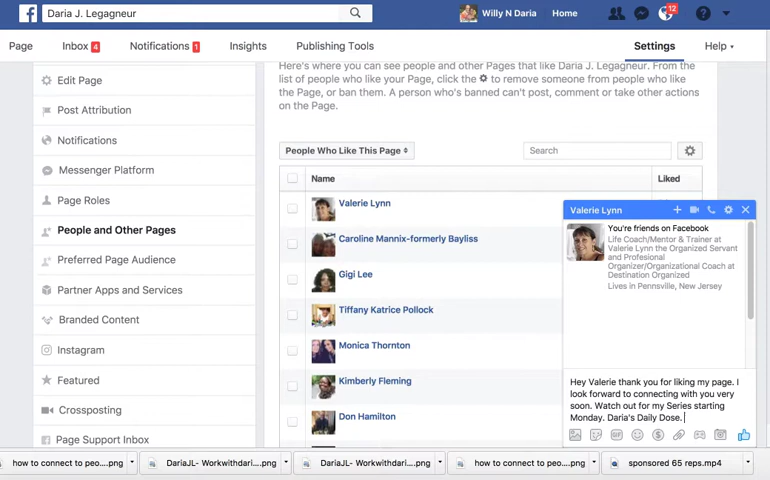 Daria J. Legagneur
Willy N Daria
Home
12
Page
Inbox 4
Notifications 1
Insights
Publishing Tools
Settings
Help
Edit Page
Post Attribution
Notifications
Messenger Platform
Page Roles
People and Other Pages
Preferred Page Audience
Partner Apps and Services
Branded Content
Instagram
Featured
Crossposting
Page Support Inbox
Here's where you can see people and other Pages that like Daria J. Legagneur. From the
list of people who like your Page, click the to remove someone from people who like
the Page, or ban them. A person who's banned can't post, comment or take other actions
on the Page.
People Who Like This Page
Search
Name
Liked
Valerie Lynn
Caroline Mannix-formerly Bayliss
Gigi Lee
Tiffany Katrice Pollock
Monica Thornton
Kimberly Fleming
Don Hamilton
Valerie Lynn
You're friends on Facebook
Life Coach/Mentor & Trainer at
Valerie Lynn the Organized Servant
and Profesional
Organizer/Organizational Coach at
Destination Organized
Lives in Pennsville, New Jersey
Hey Valerie thank you for liking my page. I
look forward to connecting with you very
soon. Watch out for my Series starting
Monday. Daria's Daily Dose.
GIF
how to connect to peo....png
DariaJL- Workwithdari....png
DariaJL- Workwithdari....png
how to connect to peo....png
sponsored 65 reps.mp4